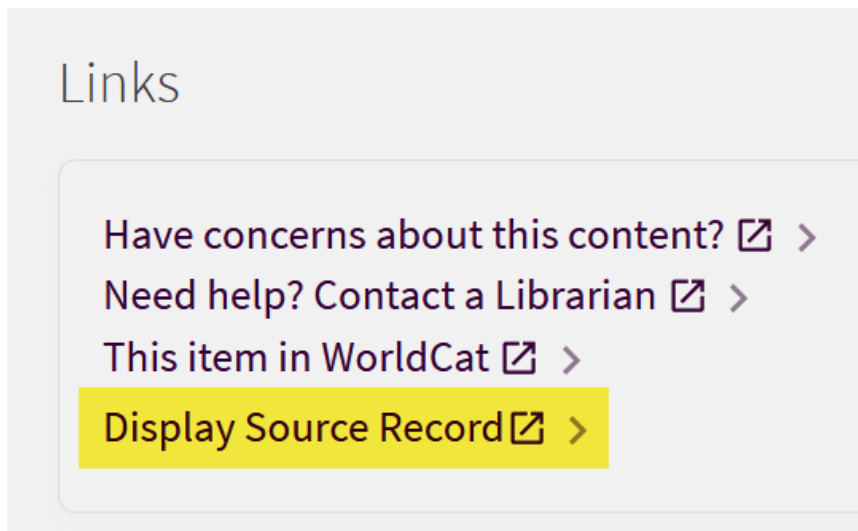 Links
Have concerns about this content?
Need help? Contact a Librarian
This item in WorldCat
Display Source Record